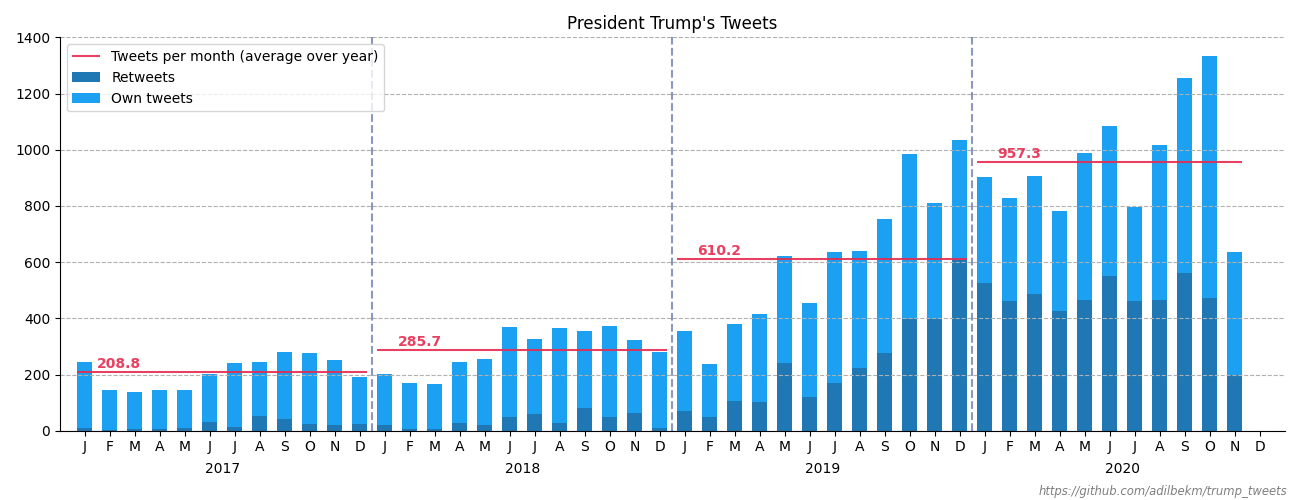 President Trump's Tweets
1400
1200
1000
800
600
400
200
0
Tweets per month (average over year)
Retweets
Own tweets
208.8
285.7
610.2
957.3
J F M A M J J A S O N D J F M A M J J A S O N D J F M A M J J A S O N D J F M A M J J A S O N D
2017 2018 2019 2020
https://github.com/adilbekm/trump_tweets